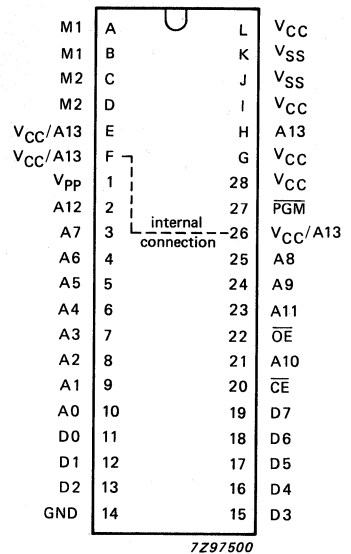 M1 A L VCC
M1 B K VSS
M2 C J VSS
M2 D I VCC
VCC/A13 E H A13
VCC/A13 F G VCC
VPP 1 28 VCC
A12 2 27 PGM
internal
A7 3 26 VCC/A13
connection
A6 4 25 A8
A5 5 24 A9
A4 6 23 A11
A3 7 22 OE
A2 8 21 A10
A1 9 20 CE
A0 10 19 D7
D0 11 18 D6
D1 12 17 D5
D2 13 16 D4
GND 14 15 D3
7Z97500